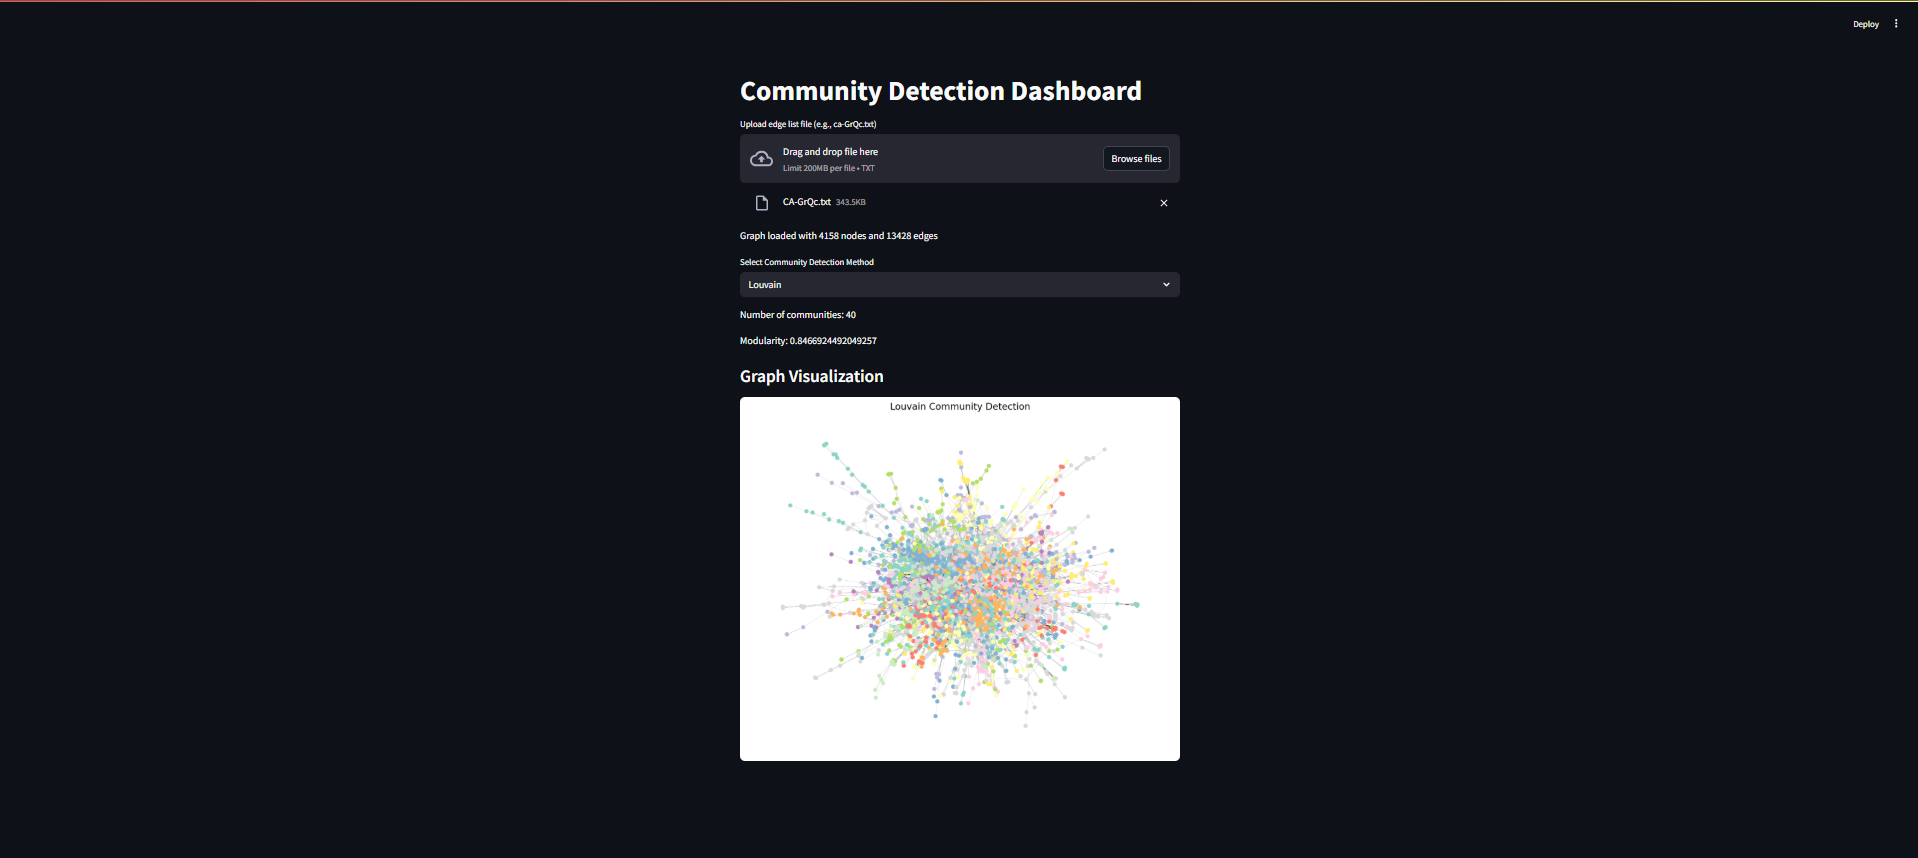 Deploy
Community Detection Dashboard
Upload edge list file (e.g., ca-GrQc.txt)
Drag and drop file here
Limit 200MB per file • TXT
Browse files
CA-GrQc.txt 343.5KB
Graph loaded with 4158 nodes and 13428 edges
Select Community Detection Method
Louvain
Number of communities: 40
Modularity: 0.8466924492049257
Graph Visualization
Louvain Community Detection